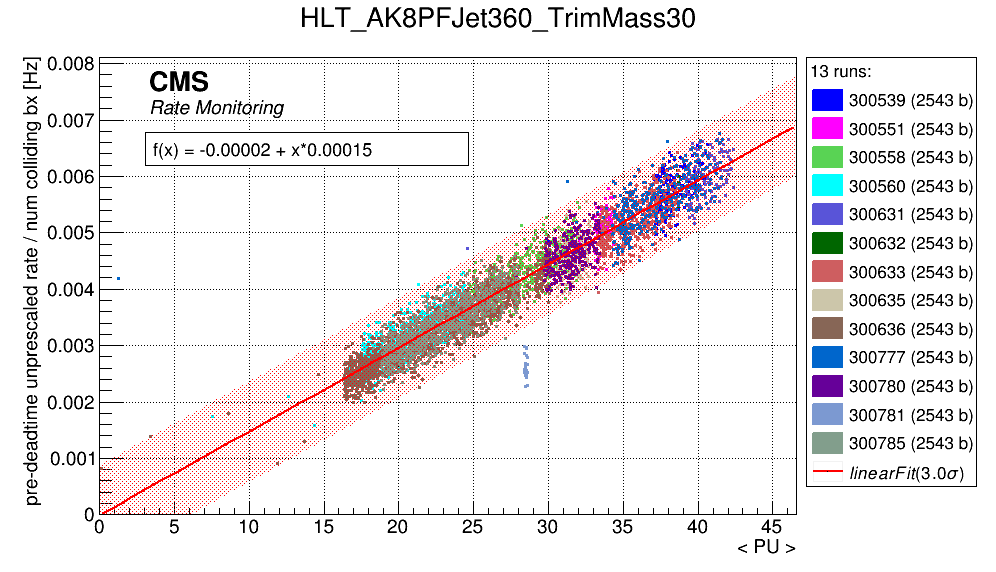 HLT_AK8PFJet360_TrimMass30
pre-deadtime unprescaled rate / num colliding bx [Hz]
0.008
0.007
0.006
0.005
0.004
0.003
0.002
0.001
0
CMS
Rate Monitoring
f(x) = -0.00002 + x*0.00015
0 5 10 15 20 25 30 35 40 45
< PU >
13 runs:
300539 (2543 b)
300551 (2543 b)
300558 (2543 b)
300560 (2543 b)
300631 (2543 b)
300632 (2543 b)
300633 (2543 b)
300635 (2543 b)
300636 (2543 b)
300777 (2543 b)
300780 (2543 b)
300781 (2543 b)
300785 (2543 b)
linearFit(3.0σ)